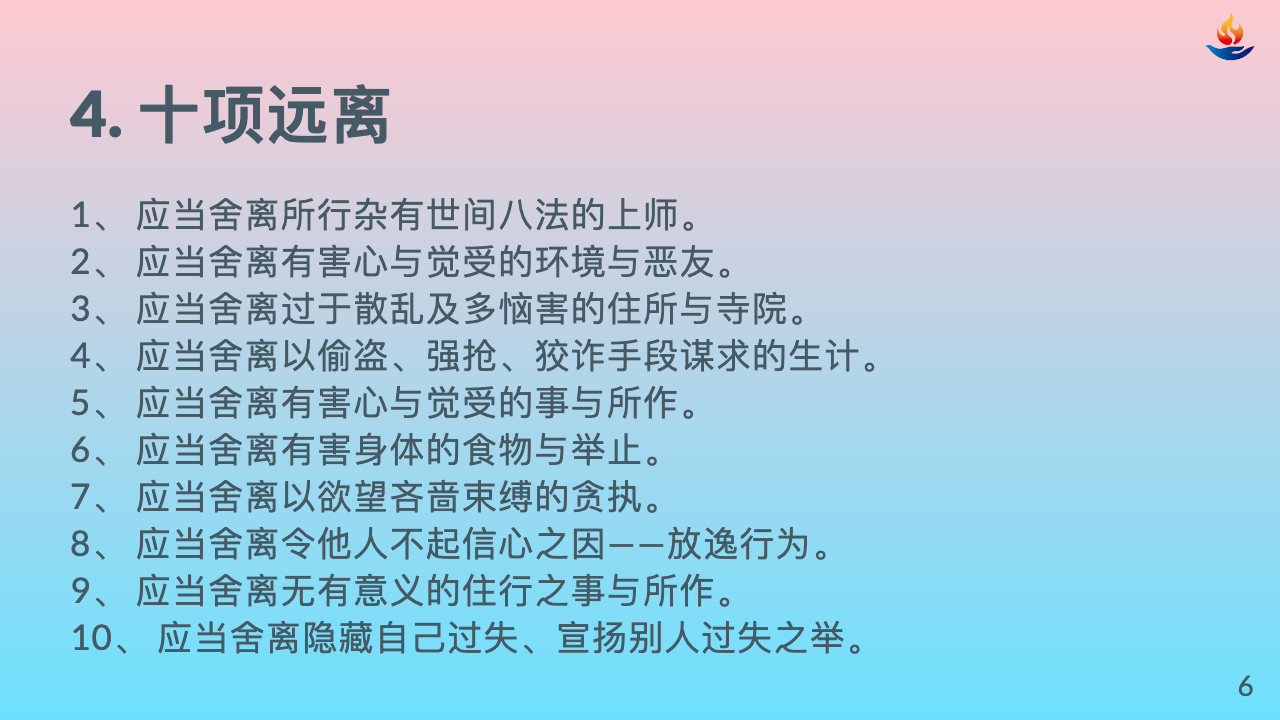 4. 十项远离
1、 应当舍离所行杂有世间八法的上师。
2、 应当舍离有害心与觉受的环境与恶友。
3、 应当舍离过于散乱及多恼害的住所与寺院。
4、 应当舍离以偷盗、强抢、狡诈手段谋求的生计。
5、 应当舍离有害心与觉受的事与所作。
6、 应当舍离有害身体的食物与举止。
7、 应当舍离以欲望吝啬束缚的贪执。
8、 应当舍离令他人不起信心之因——放逸行为。
9、 应当舍离无有意义的住行之事与所作。
10、 应当舍离隐藏自己过失、宣扬别人过失之举。
6